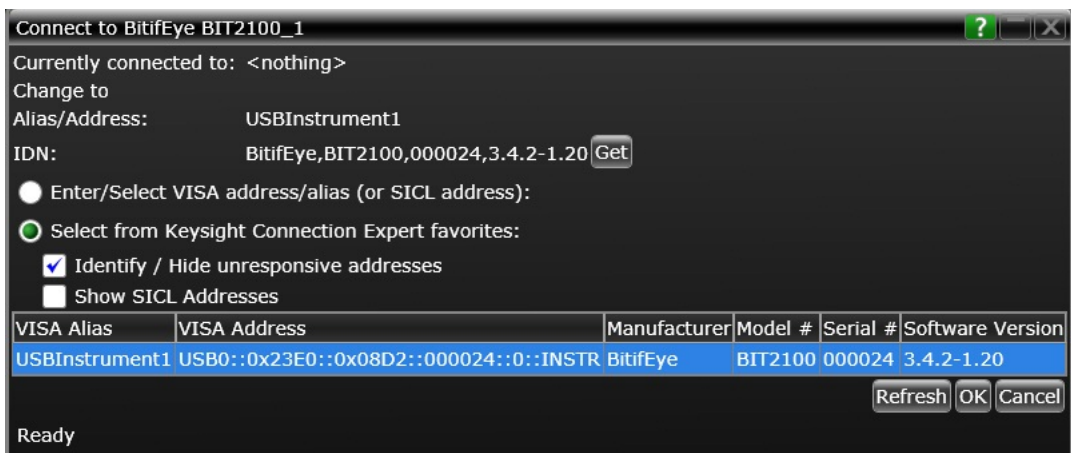 Connect to BitifEye BIT2100_1 ?
Currently connected to: <nothing>
Change to
Alias/Address: USBInstrument1
IDN: BitifEye,BIT2100,000024,3.4.2-1.20 Get
Enter/Select VISA address/alias (or SICL address):
Select from Keysight Connection Expert favorites:
Identify / Hide unresponsive addresses
Show SICL Addresses
VISA Alias VISA Address Manufacturer Model # Serial # Software Version
USBInstrument1 USB0::0x23E0::0x08D2::000024::0::INSTR BitifEye BIT2100 000024 3.4.2-1.20
Refresh OK Cancel
Ready